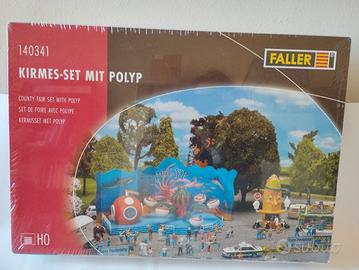 140341
FALLER
KIRMES-SET MIT POLYP
COUNTY FAIR SET WITH POLYP
SET DE FOIRE AVEC POLYPE
KERMISSET MET POLYP
H0